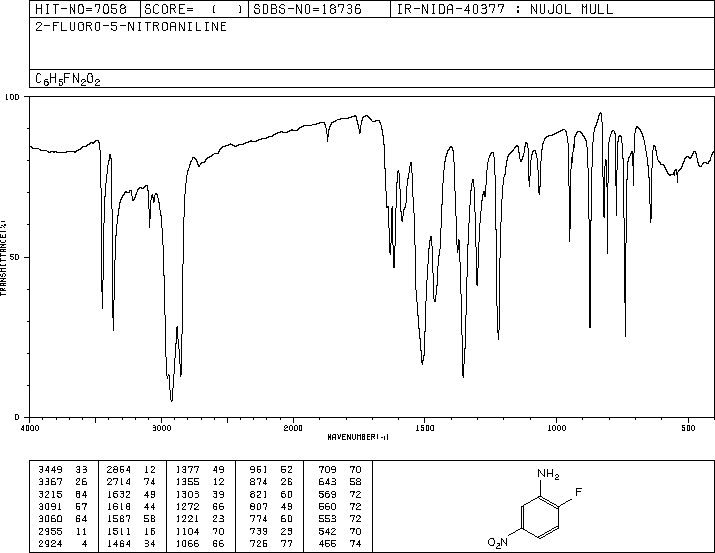 HIT-NO=7058 SCORE= ( ) SDBS-NO=18736 IR-NIDA-40377 : NUJOL MULL
2-FLUORO-5-NITROANILINE
C6H5FN2O2
100
50
0
TRANSMITTANCE(%)
4000 3000 2000 1500 1000 500
WAVENUMBER(-1)
3449 33 2864 12 1377 49 951 52 709 70
3367 26 2714 74 1355 12 874 26 643 58
3215 84 1632 49 1303 39 821 60 569 72
3091 57 1618 44 1272 66 807 49 560 72
3060 64 1587 58 1221 23 774 60 553 72
2955 11 1511 16 1104 70 739 29 542 70
2924 4 1464 34 1066 66 726 77 466 74
NH2
F
O2N